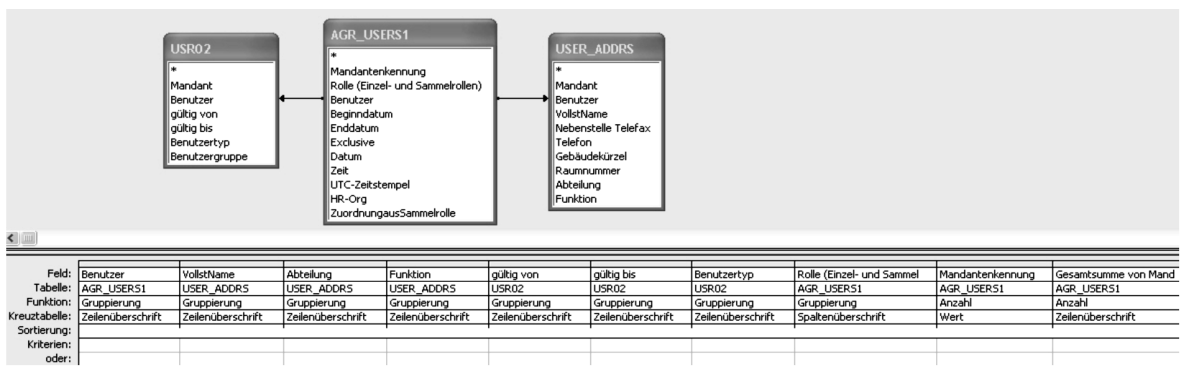 USR02
*
Mandant
Benutzer
gültig von
gültig bis
Benutzertyp
Benutzergruppe
AGR_USERS1
*
Mandantenkennung
Rolle (Einzel- und Sammelrollen)
Benutzer
Beginndatum
Enddatum
Exclusive
Datum
Zeit
UTC-Zeitstempel
HR-Org
ZuordnungausSammelrolle
USER_ADDRS
*
Mandant
Benutzer
VollstName
Nebenstelle Telefax
Telefon
Gebäudekürzel
Raumnummer
Abteilung
Funktion
Feld: Benutzer VollstName Abteilung Funktion gültig von gültig bis Benutzertyp Rolle (Einzel- und Sammel Mandantenkennung Gesamtsumme von Mand
Tabelle: AGR_USERS1 USER_ADDRS USER_ADDRS USER_ADDRS USR02 USR02 USR02 AGR_USERS1 AGR_USERS1 AGR_USERS1
Funktion: Gruppierung Gruppierung Gruppierung Gruppierung Gruppierung Gruppierung Gruppierung Gruppierung Anzahl Anzahl
Kreuztabelle: Zeilenüberschrift Zeilenüberschrift Zeilenüberschrift Zeilenüberschrift Zeilenüberschrift Zeilenüberschrift Zeilenüberschrift Spaltenüberschrift Wert Zeilenüberschrift
Sortierung:
Kriterien:
oder: